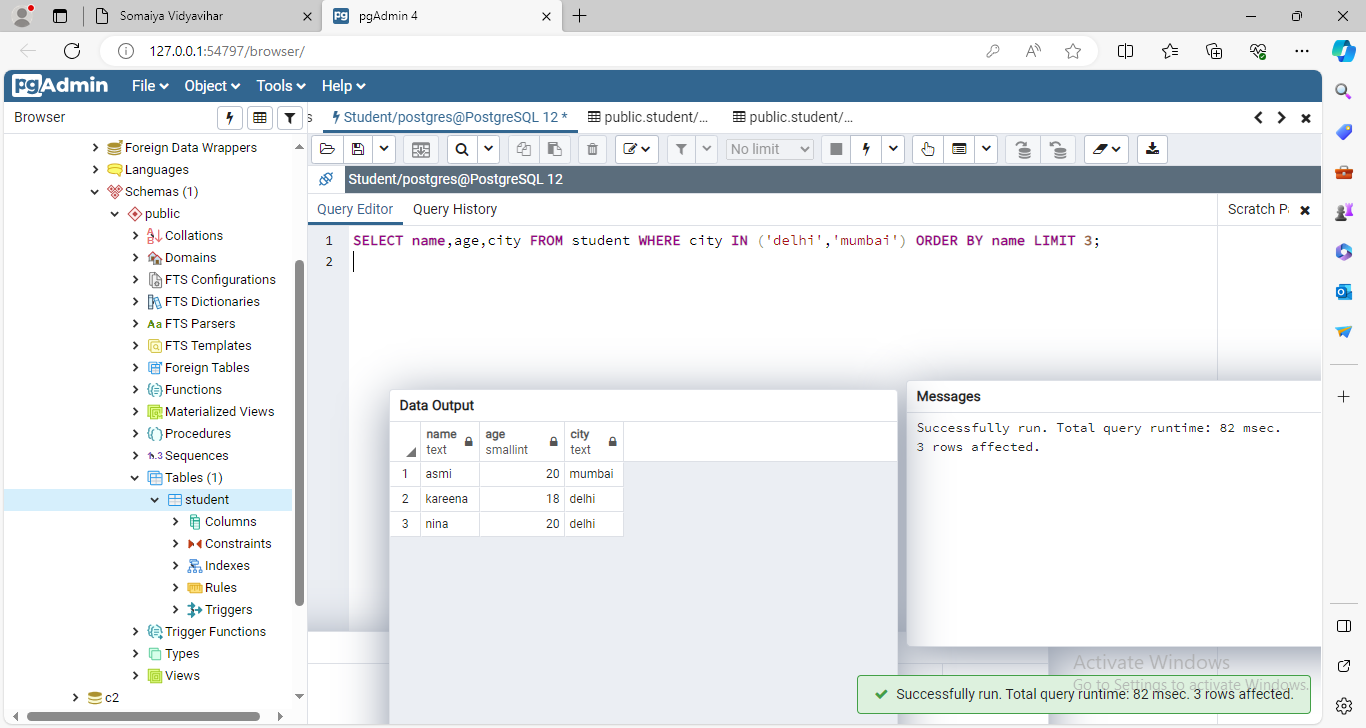 Somaiya Vidyavihar
pgAdmin 4
127.0.0.1:54797/browser/
pgAdmin File Object Tools Help
Browser
s Student/postgres@PostgreSQL 12 * public.student/... public.student/...
No limit
Student/postgres@PostgreSQL 12
Query Editor Query History Scratch P
1 SELECT name,age,city FROM student WHERE city IN ('delhi','mumbai') ORDER BY name LIMIT 3;
2
Foreign Data Wrappers
Languages
Schemas (1)
public
Collations
Domains
FTS Configurations
FTS Dictionaries
Aa FTS Parsers
FTS Templates
Foreign Tables
Functions
Materialized Views
Procedures
1..3 Sequences
Tables (1)
student
Columns
Constraints
Indexes
Rules
Triggers
Trigger Functions
Types
Views
c2
Data Output
name text age smallint city text
1 asmi 20 mumbai
2 kareena 18 delhi
3 nina 20 delhi
Messages
Successfully run. Total query runtime: 82 msec.
3 rows affected.
Activate Windows
Go to Settings to activate Windows.
Successfully run. Total query runtime: 82 msec. 3 rows affected.